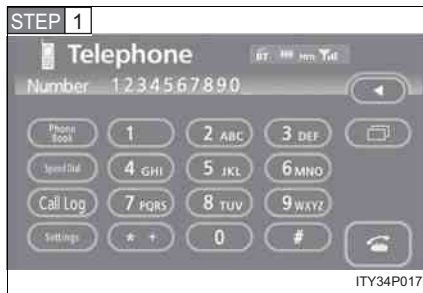 STEP 1
Telephone
Number 1234567890
Phone Book 1 2 ABC 3 DEF
Speed Dial 4 GHI 5 JKL 6 MNO
Call Log 7 PQRS 8 TUV 9 WXYZ
Settings * + 0 #
ITY34P017